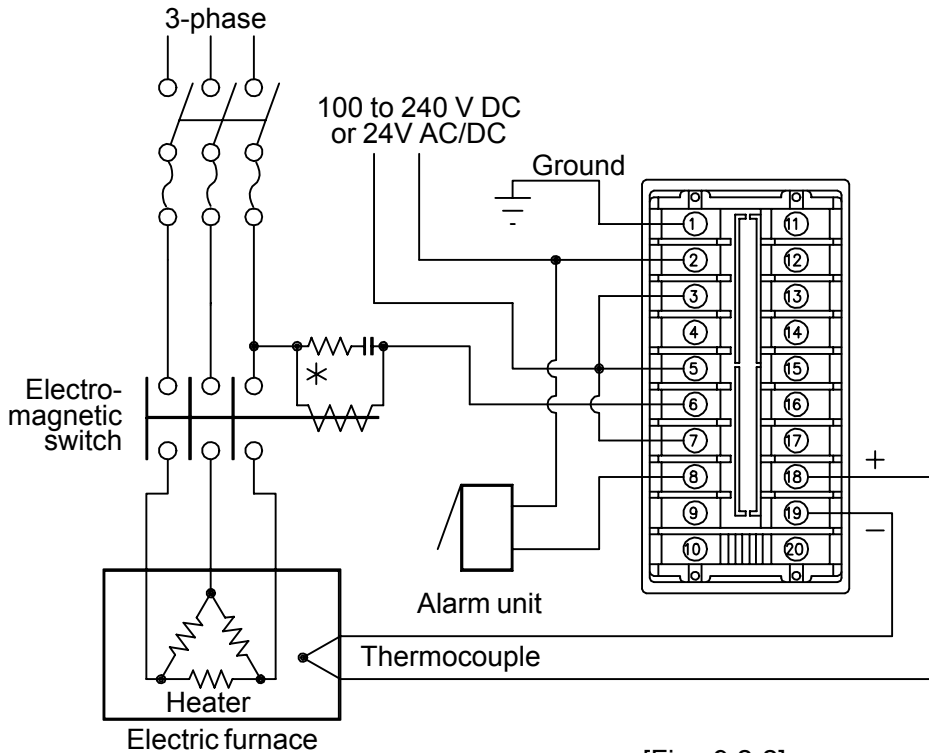 3-phase
100 to 240 V DC
or 24V AC/DC
Ground
1
11
2
12
3
13
4
14
5
15
Electro-
magnetic
switch
6
16
7
17
8
18
+
9
19
−
10
20
Alarm unit
Thermocouple
Heater
Electric furnace